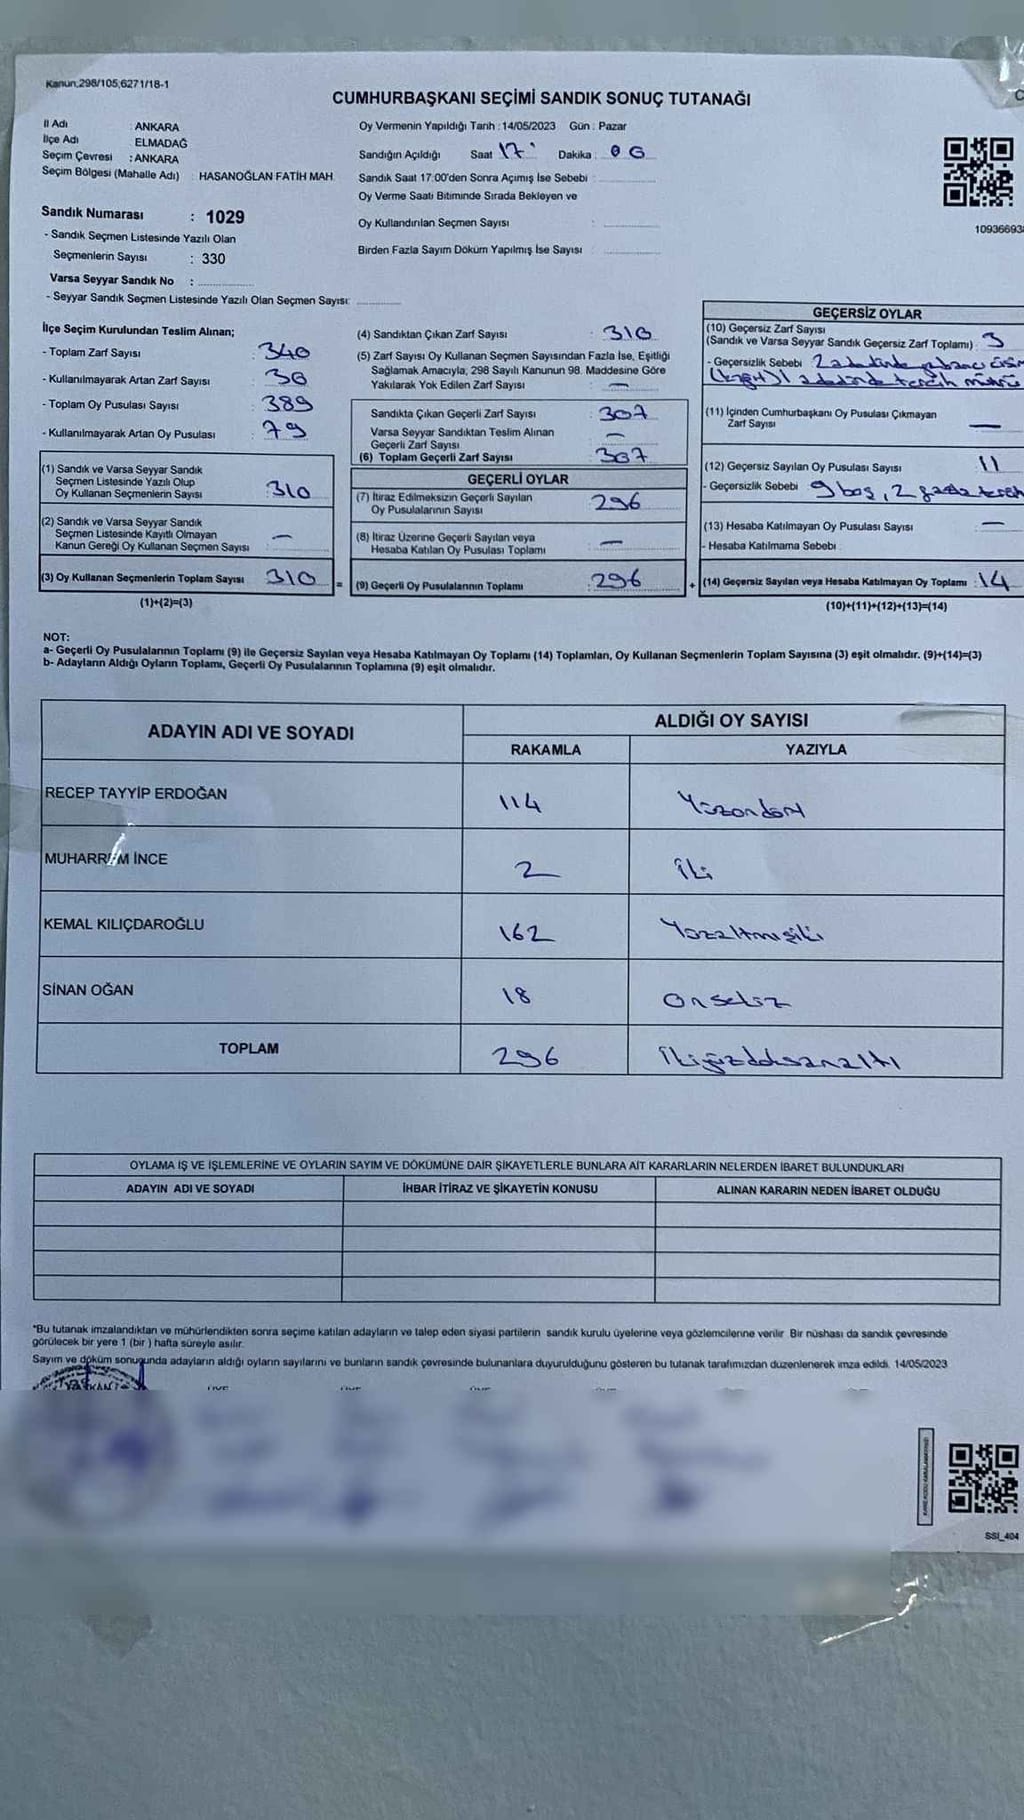 Kanun,298/105,6271/18-1
CUMHURBAŞKANI SEÇİMİ SANDIK SONUÇ TUTANAĞI
İl Adı ANKARA
İlçe Adı ELMADAĞ
Seçim Çevresi : ANKARA
Seçim Bölgesi (Mahalle Adı) HASANOĞLAN FATİH MAH.
Sandık Numarası : 1029
- Sandık Seçmen Listesinde Yazılı Olan
Seçmenlerin Sayısı : 330
Varsa Seyyar Sandık No :
- Seyyar Sandık Seçmen Listesinde Yazılı Olan Seçmen Sayısı:
Oy Vermenin Yapıldığı Tarih : 14/05/2023 Gün : Pazar
Sandığın Açıldığı Saat 17 Dakika : 00
Sandık Saat 17:00'den Sonra Açımış İse Sebebi :
Oy Verme Saati Bitiminde Sırada Bekleyen ve
Oy Kullandırılan Seçmen Sayısı :
Birden Fazla Sayım Döküm Yapılmış İse Sayısı :
10936693
İlçe Seçim Kurulundan Teslim Alınan;
- Toplam Zarf Sayısı : 340
- Kullanılmayarak Artan Zarf Sayısı : 30
- Toplam Oy Pusulası Sayısı : 389
- Kullanılmayarak Artan Oy Pusulası : 79
(1) Sandık ve Varsa Seyyar Sandık
Seçmen Listesinde Yazılı Olup
Oy Kullanan Seçmenlerin Sayısı : 310
(2) Sandık ve Varsa Seyyar Sandık
Seçmen Listesinde Kayıtlı Olmayan
Kanun Gereği Oy Kullanan Seçmen Sayısı : –
(3) Oy Kullanan Seçmenlerin Toplam Sayısı : 310
(1)+(2)=(3)
(4) Sandıktan Çıkan Zarf Sayısı : 310
(5) Zarf Sayısı Oy Kullanan Seçmen Sayısından Fazla İse, Eşitliği
Sağlamak Amacıyla, 298 Sayılı Kanunun 98. Maddesine Göre
Yakılarak Yok Edilen Zarf Sayısı : –
Sandıkta Çıkan Geçerli Zarf Sayısı : 307
Varsa Seyyar Sandıktan Teslim Alınan
Geçerli Zarf Sayısı : –
(6) Toplam Geçerli Zarf Sayısı : 307
GEÇERLİ OYLAR
(7) İtiraz Edilmeksizin Geçerli Sayılan
Oy Pusulalarının Sayısı : 296
(8) İtiraz Üzerine Geçerli Sayılan veya
Hesaba Katılan Oy Pusulası Toplamı : –
= (9) Geçerli Oy Pusulalarının Toplamı : 296
GEÇERSİZ OYLAR
(10) Geçersiz Zarf Sayısı
(Sandık ve Varsa Seyyar Sandık Geçersiz Zarf Toplamı) : 3
- Geçersizlik Sebebi : 2 adedinde yabancı
(kağıt) 1 adedinde tercih mührü
(11) İçinden Cumhurbaşkanı Oy Pusulası Çıkmayan
Zarf Sayısı : –
(12) Geçersiz Sayılan Oy Pusulası Sayısı : 11
- Geçersizlik Sebebi : 9 boş, 2
(13) Hesaba Katılmayan Oy Pusulası Sayısı : –
- Hesaba Katılmama Sebebi :
+ (14) Geçersiz Sayılan veya Hesaba Katılmayan Oy Toplamı : 14
(10)+(11)+(12)+(13)=(14)
NOT:
a- Geçerli Oy Pusulalarının Toplamı (9) ile Geçersiz Sayılan veya Hesaba Katılmayan Oy Toplamı (14) Toplamları, Oy Kullanan Seçmenlerin Toplam Sayısına (3) eşit olmalıdır. (9)+(14)=(3)
b- Adayların Aldığı Oyların Toplamı, Geçerli Oy Pusulalarının Toplamına (9) eşit olmalıdır.
ADAYIN ADI VE SOYADI ALDIĞI OY SAYISI
RAKAMLA YAZIYLA
RECEP TAYYİP ERDOĞAN 114 Yüzondört
MUHARREM İNCE 2 İki
KEMAL KILIÇDAROĞLU 162 Yüzaltmışiki
SİNAN OĞAN 18 Onsekiz
TOPLAM 296 İkiyüzdoksanaltı
OYLAMA İŞ VE İŞLEMLERİNE VE OYLARIN SAYIM VE DÖKÜMÜNE DAİR ŞİKAYETLERLE BUNLARA AİT KARARLARIN NELERDEN İBARET BULUNDUKLARI
ADAYIN ADI VE SOYADI İHBAR İTİRAZ VE ŞİKAYETİN KONUSU ALINAN KARARIN NEDEN İBARET OLDUĞU
*Bu tutanak imzalandıktan ve mühürlendikten sonra seçime katılan adayların ve talep eden siyasi partilerin sandık kurulu üyelerine veya gözlemcilerine verilir. Bir nüshası da sandık çevresinde
görülecek bir yere 1 (bir ) hafta süreyle asılır.
Sayım ve döküm sonuçunda adayların aldığı oyların sayılarını ve bunların sandık çevresinde bulunanlara duyurulduğunu gösteren bu tutanak tarafımızdan düzenlenerek imza edildi. 14/05/2023
SSI_404